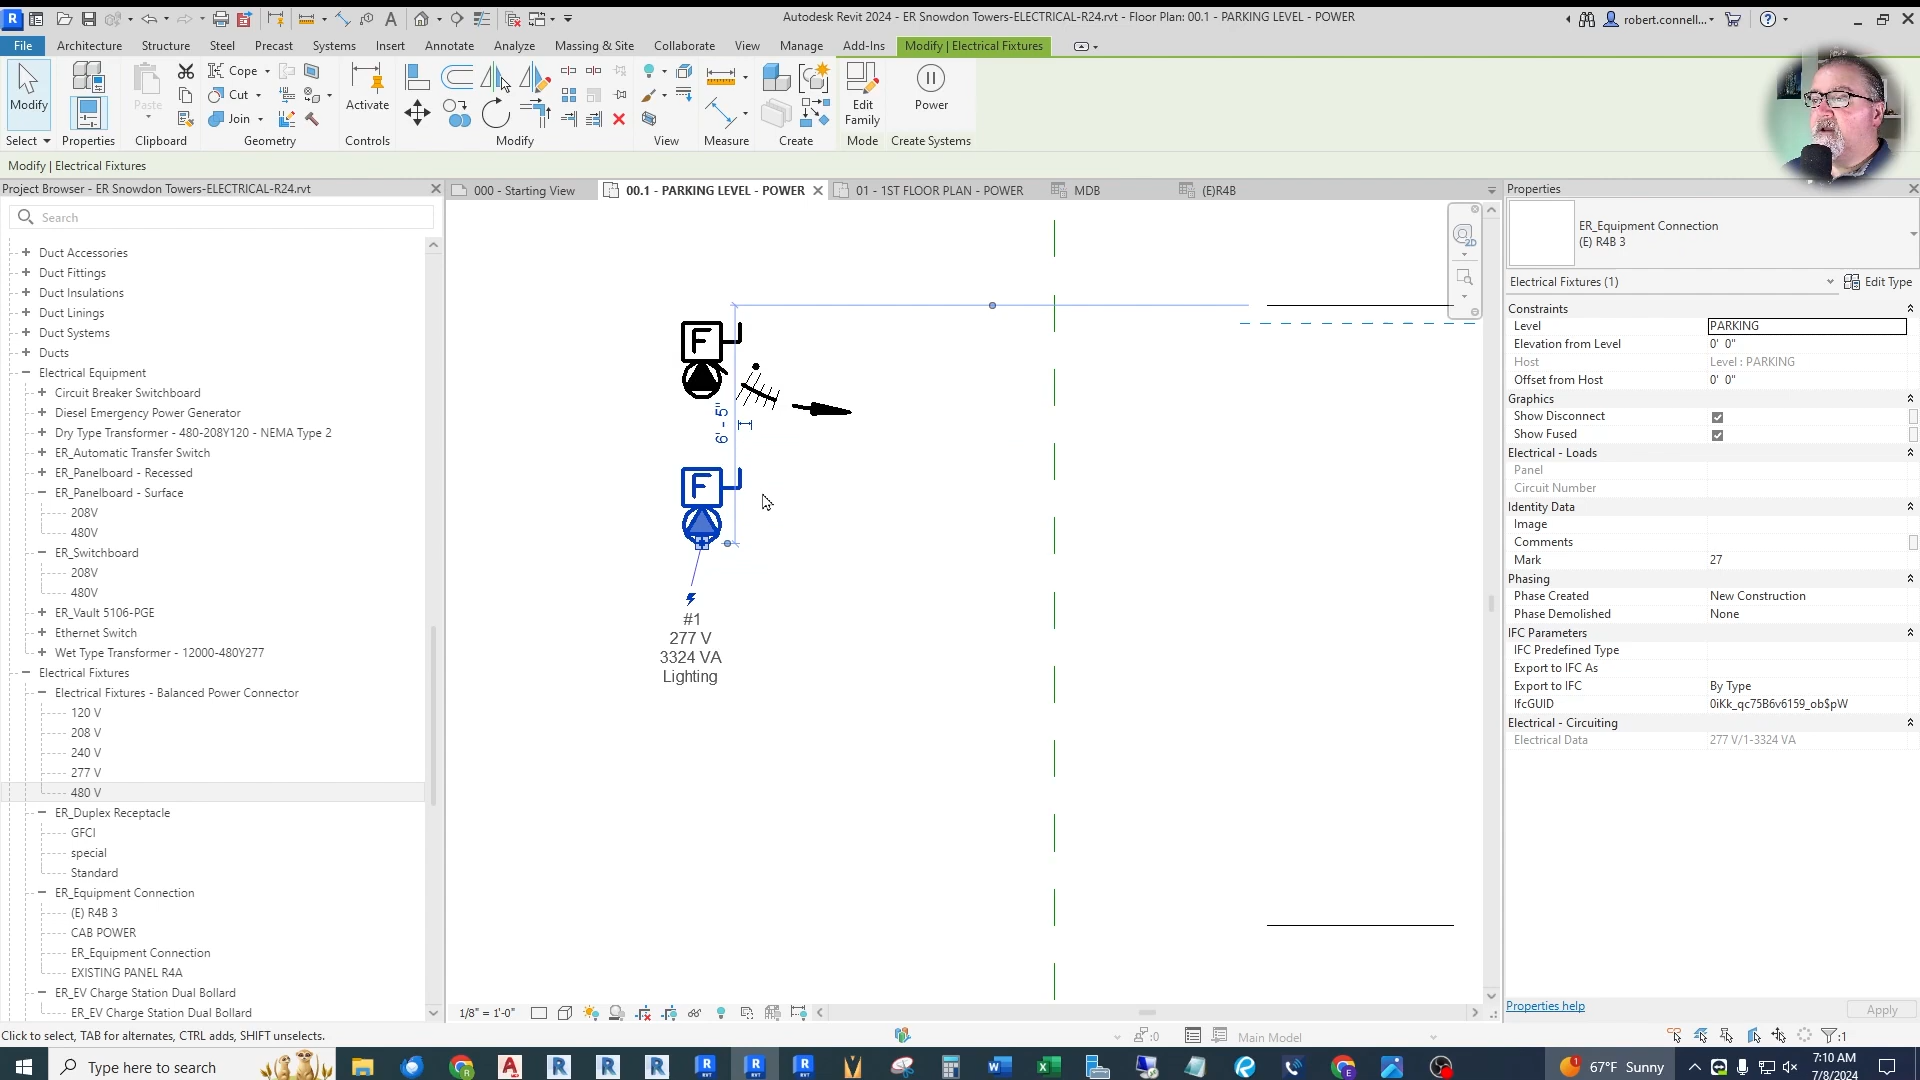 Autodesk Revit 2024 - ER Snowdon Towers-ELECTRICAL-R24.rvt - Floor Plan: 00.1 - PARKING LEVEL - POWER
robert.connell...
File Architecture Structure Steel Precast Systems Insert Annotate Analyze Massing & Site Collaborate View Manage Add-Ins Modify | Electrical Fixtures
Modify
Paste
Cope
Cut
Join
Activate
Edit
Family
Power
Select Properties Clipboard Geometry Controls Modify View Measure Create Mode Create Systems
Modify | Electrical Fixtures
Project Browser - ER Snowdon Towers-ELECTRICAL-R24.rvt
Search
Duct Accessories
Duct Fittings
Duct Insulations
Duct Linings
Duct Systems
Ducts
Electrical Equipment
Circuit Breaker Switchboard
Diesel Emergency Power Generator
Dry Type Transformer - 480-208Y120 - NEMA Type 2
ER_Automatic Transfer Switch
ER_Panelboard - Recessed
ER_Panelboard - Surface
208V
480V
ER_Switchboard
208V
480V
ER_Vault 5106-PGE
Ethernet Switch
Wet Type Transformer - 12000-480Y277
Electrical Fixtures
Electrical Fixtures - Balanced Power Connector
120 V
208 V
240 V
277 V
480 V
ER_Duplex Receptacle
GFCI
special
Standard
ER_Equipment Connection
(E) R4B 3
CAB POWER
ER_Equipment Connection
EXISTING PANEL R4A
ER_EV Charge Station Dual Bollard
ER_EV Charge Station Dual Bollard
000 - Starting View
00.1 - PARKING LEVEL - POWER
01 - 1ST FLOOR PLAN - POWER
MDB
(E)R4B
2D
F
6' - 5"
F
#1
277 V
3324 VA
Lighting
1/8" = 1'-0"
Properties
ER_Equipment Connection
(E) R4B 3
Electrical Fixtures (1)
Edit Type
Constraints
Level PARKING
Elevation from Level 0' 0"
Host Level : PARKING
Offset from Host 0' 0"
Graphics
Show Disconnect
Show Fused
Electrical - Loads
Panel
Circuit Number
Identity Data
Image
Comments
Mark 27
Phasing
Phase Created New Construction
Phase Demolished None
IFC Parameters
IFC Predefined Type
Export to IFC As
Export to IFC By Type
IfcGUID 0iKk_qc75B6v6159_ob$pW
Electrical - Circuiting
Electrical Data 277 V/1-3324 VA
Properties help
Apply
Click to select, TAB for alternates, CTRL adds, SHIFT unselects.
:0
Main Model
:1
Type here to search
67°F Sunny
7:10 AM
7/8/2024